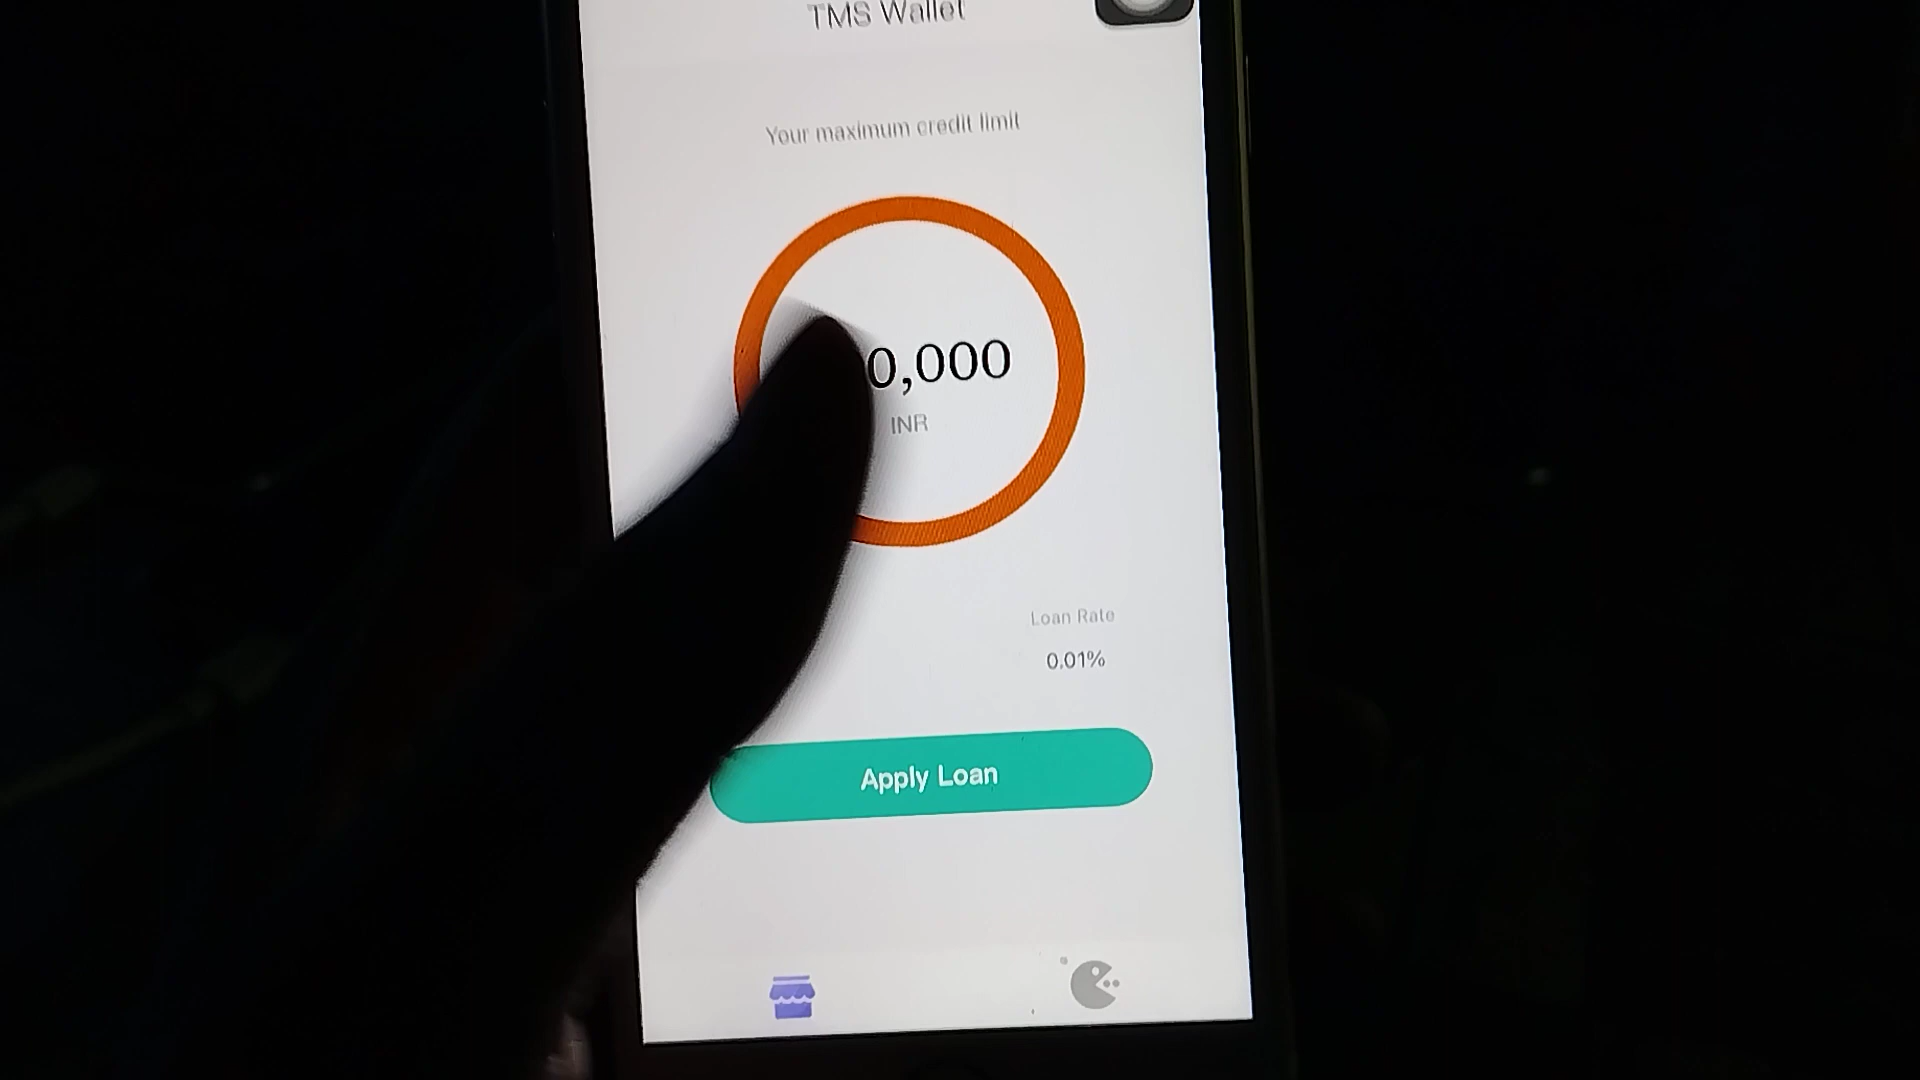 TMS Wallet
Your maximum credit limit
0,000
INR
Loan Rate
0.01%
Apply Loan